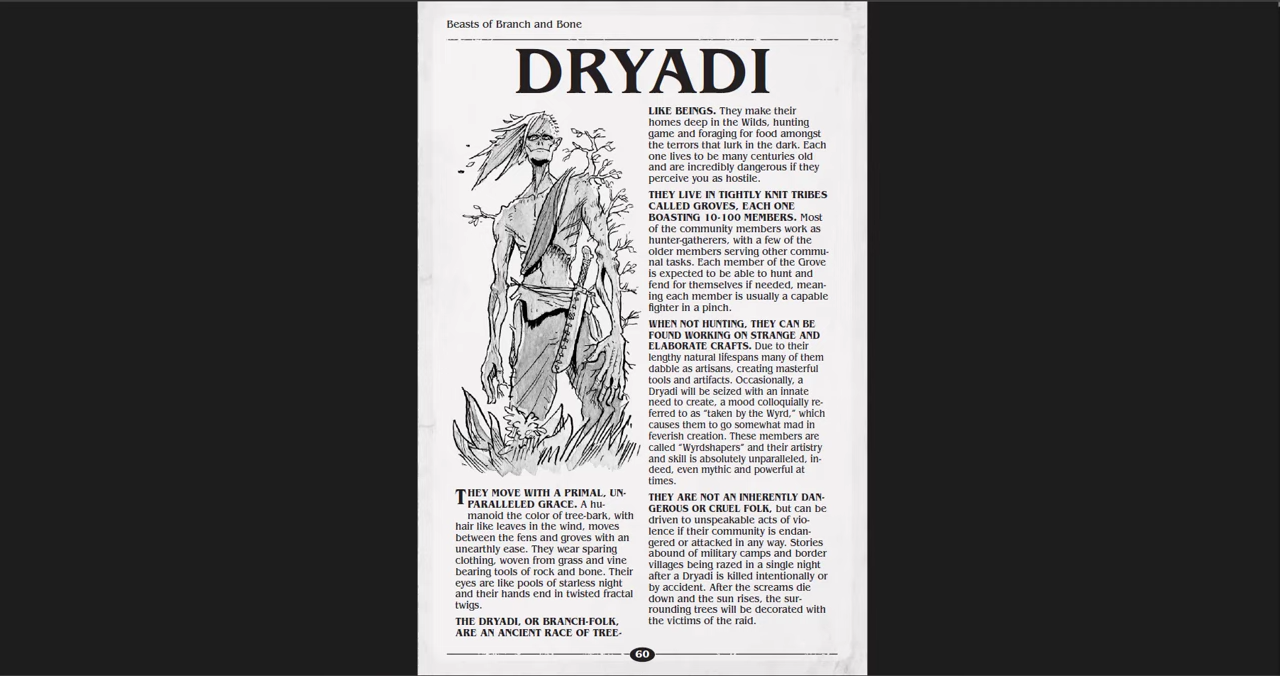 Beasts of Branch and Bone
DRYADI
THEY MOVE WITH A PRIMAL, UN-
PARALLELED GRACE. A hu-
manoid the color of tree-bark, with
hair like leaves in the wind, moves
between the fens and groves with an
unearthly ease. They wear sparing
clothing, woven from grass and vine
bearing tools of rock and bone. Their
eyes are like pools of starless night
and their hands end in twisted fractal
twigs.
THE DRYADI, OR BRANCH-FOLK,
ARE AN ANCIENT RACE OF TREE-
LIKE BEINGS. They make their
homes deep in the Wilds, hunting
game and foraging for food amongst
the terrors that lurk in the dark. Each
one lives to be many centuries old
and are incredibly dangerous if they
perceive you as hostile.
THEY LIVE IN TIGHTLY KNIT TRIBES
CALLED GROVES, EACH ONE
BOASTING 10-100 MEMBERS. Most
of the community members work as
hunter-gatherers, with a few of the
older members serving other commu-
nal tasks. Each member of the Grove
is expected to be able to hunt and
fend for themselves if needed, mean-
ing each member is usually a capable
fighter in a pinch.
WHEN NOT HUNTING, THEY CAN BE
FOUND WORKING ON STRANGE AND
ELABORATE CRAFTS. Due to their
lengthy natural lifespans many of them
dabble as artisans, creating masterful
tools and artifacts. Occasionally, a
Dryadi will be seized with an innate
need to create, a mood colloquially re-
ferred to as “taken by the Wyrd,” which
causes them to go somewhat mad in
feverish creation. These members are
called “Wyrdshapers” and their artistry
and skill is absolutely unparalleled, in-
deed, even mythic and powerful at
times.
THEY ARE NOT AN INHERENTLY DAN-
GEROUS OR CRUEL FOLK, but can be
driven to unspeakable acts of vio-
lence if their community is endan-
gered or attacked in any way. Stories
abound of military camps and border
villages being razed in a single night
after a Dryadi is killed intentionally or
by accident. After the screams die
down and the sun rises, the sur-
rounding trees will be decorated with
the victims of the raid.
60